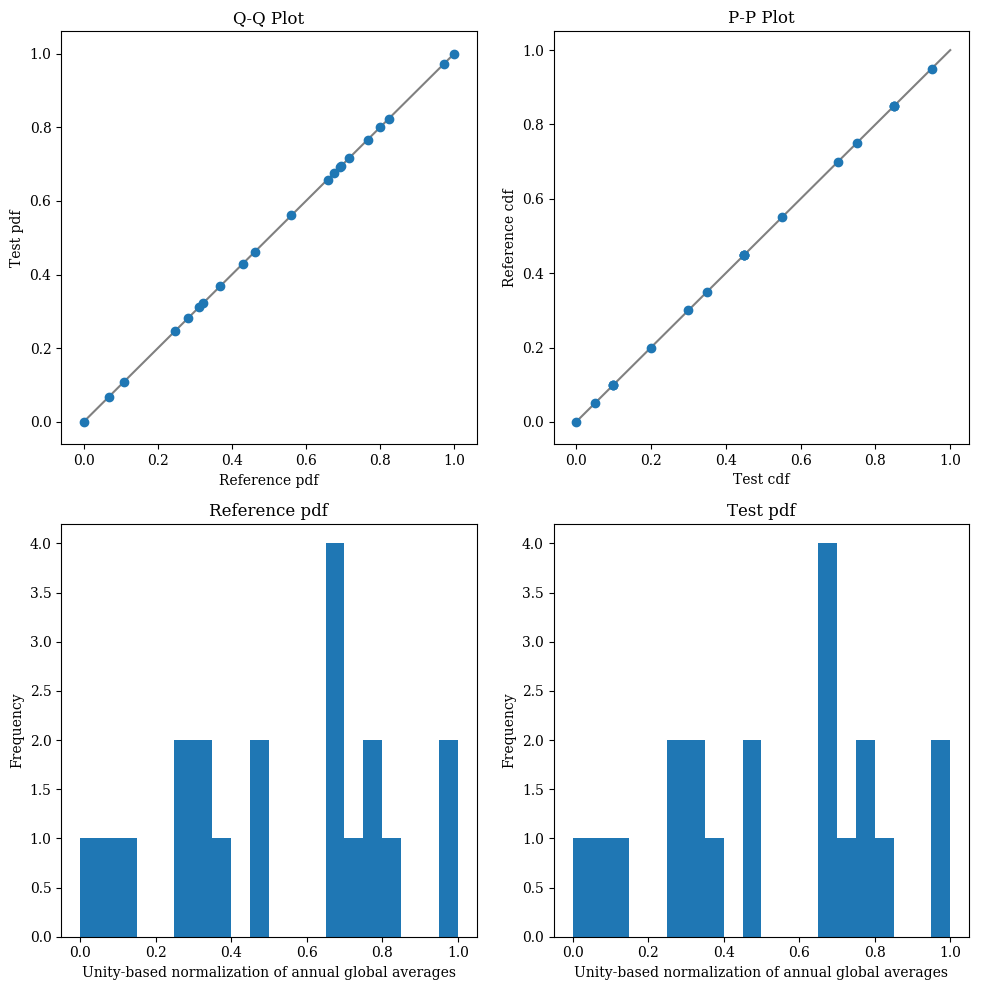 Q-Q Plot
1.0
0.8
0.6
0.4
0.2
0.0
Test pdf
0.0 0.2 0.4 0.6 0.8 1.0
Reference pdf
P-P Plot
1.0
0.8
0.6
0.4
0.2
0.0
Reference cdf
0.0 0.2 0.4 0.6 0.8 1.0
Test cdf
Reference pdf
4.0
3.5
3.0
2.5
2.0
1.5
1.0
0.5
0.0
Frequency
0.0 0.2 0.4 0.6 0.8 1.0
Unity-based normalization of annual global averages
Test pdf
4.0
3.5
3.0
2.5
2.0
1.5
1.0
0.5
0.0
Frequency
0.0 0.2 0.4 0.6 0.8 1.0
Unity-based normalization of annual global averages